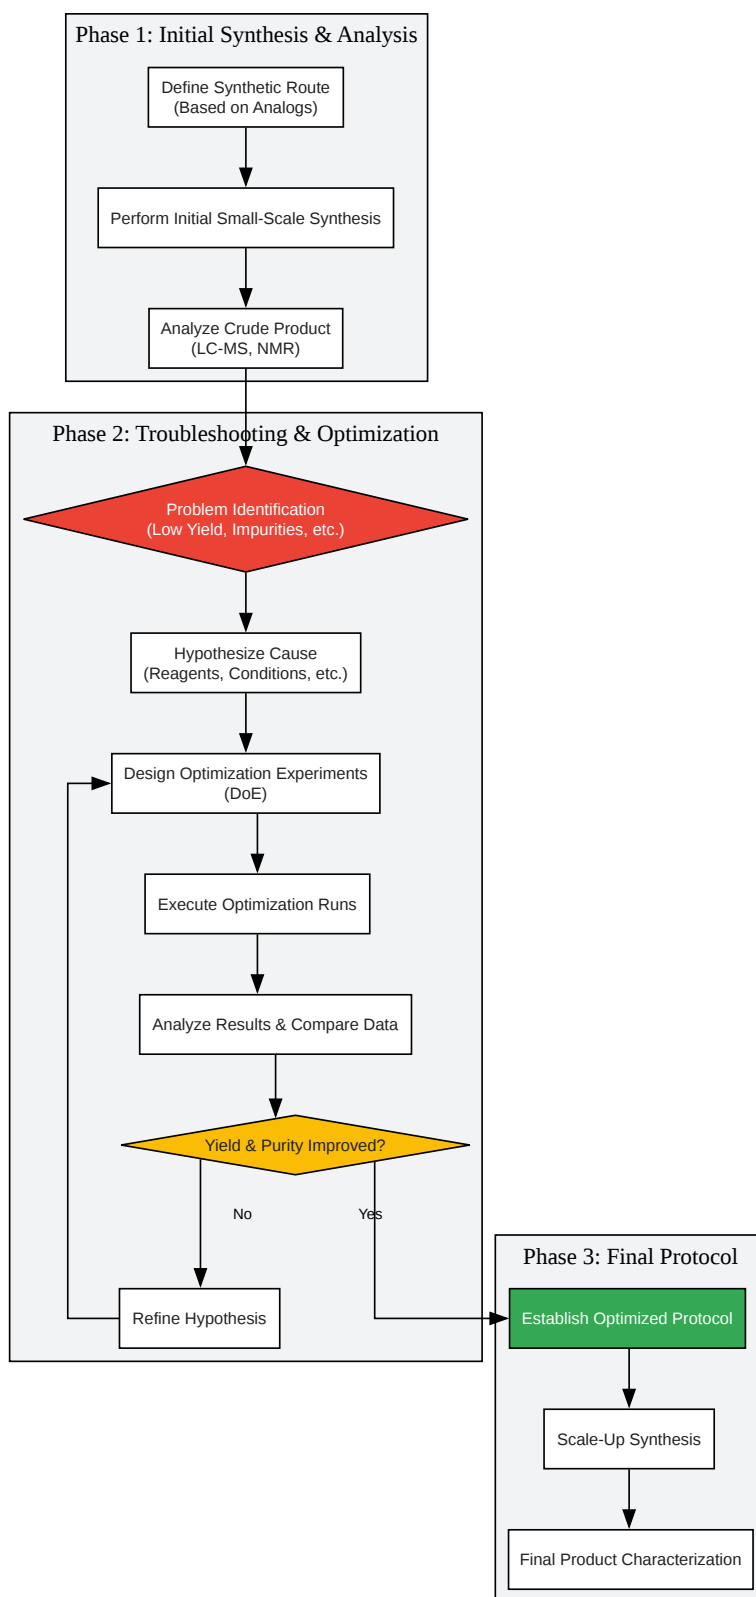 Phase 1: Initial Synthesis & Analysis
Define Synthetic Route
(Based on Analogs)
Perform Initial Small-Scale Synthesis
Analyze Crude Product
(LC-MS, NMR)
Phase 2: Troubleshooting & Optimization
Problem Identification
(Low Yield, Impurities, etc.)
Hypothesize Cause
(Reagents, Conditions, etc.)
Design Optimization Experiments
(DoE)
Execute Optimization Runs
Analyze Results & Compare Data
Yield & Purity Improved?
No
Yes
Refine Hypothesis
Phase 3: Final Protocol
Establish Optimized Protocol
Scale-Up Synthesis
Final Product Characterization